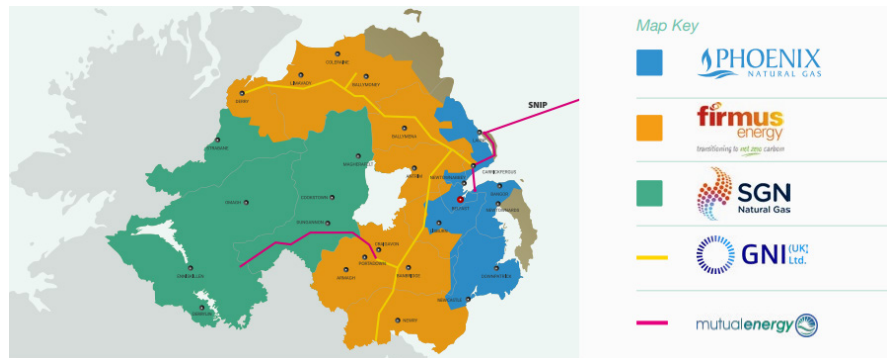 Map Key
PHOENIX
NATURAL GAS
firmus
energy
transitioning to net zero carbon
SGN
Natural Gas
GNI (UK)
Ltd.
mutualenergy
SNIP
COLERAINE
LIMAVADY
BALLYMONEY
DERRY
STRABANE
BALLYMENA
MAGHERAFELT
ANTRIM
CARRICKFERGUS
NEWTOWNABBEY
BANGOR
BELFAST
NEWTOWNARDS
OMAGH
COOKSTOWN
DUNGANNON
LISBURN
CRAIGAVON
PORTADOWN
ARMAGH
BANBRIDGE
DOWNPATRICK
ENNISKILLEN
NEWCASTLE
NEWRY